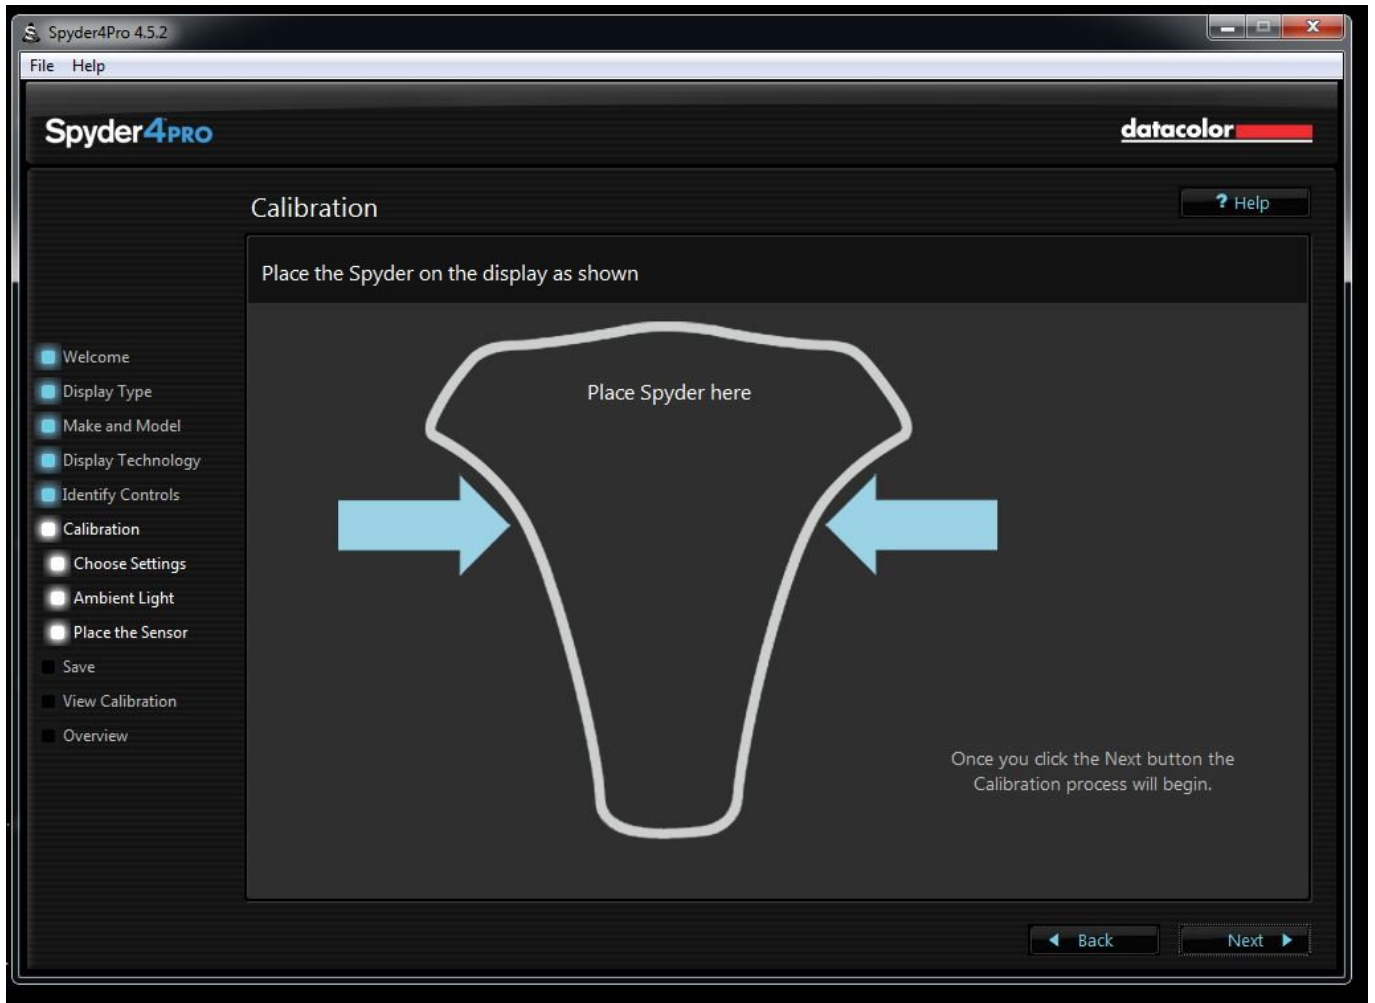 Spyder4Pro 4.5.2
File Help
Spyder4PRO
datacolor
Calibration
? Help
Place the Spyder on the display as shown
Welcome
Display Type
Make and Model
Display Technology
Identify Controls
Calibration
Choose Settings
Ambient Light
Place the Sensor
Save
View Calibration
Overview
Place Spyder here
Once you click the Next button the
Calibration process will begin.
Back
Next